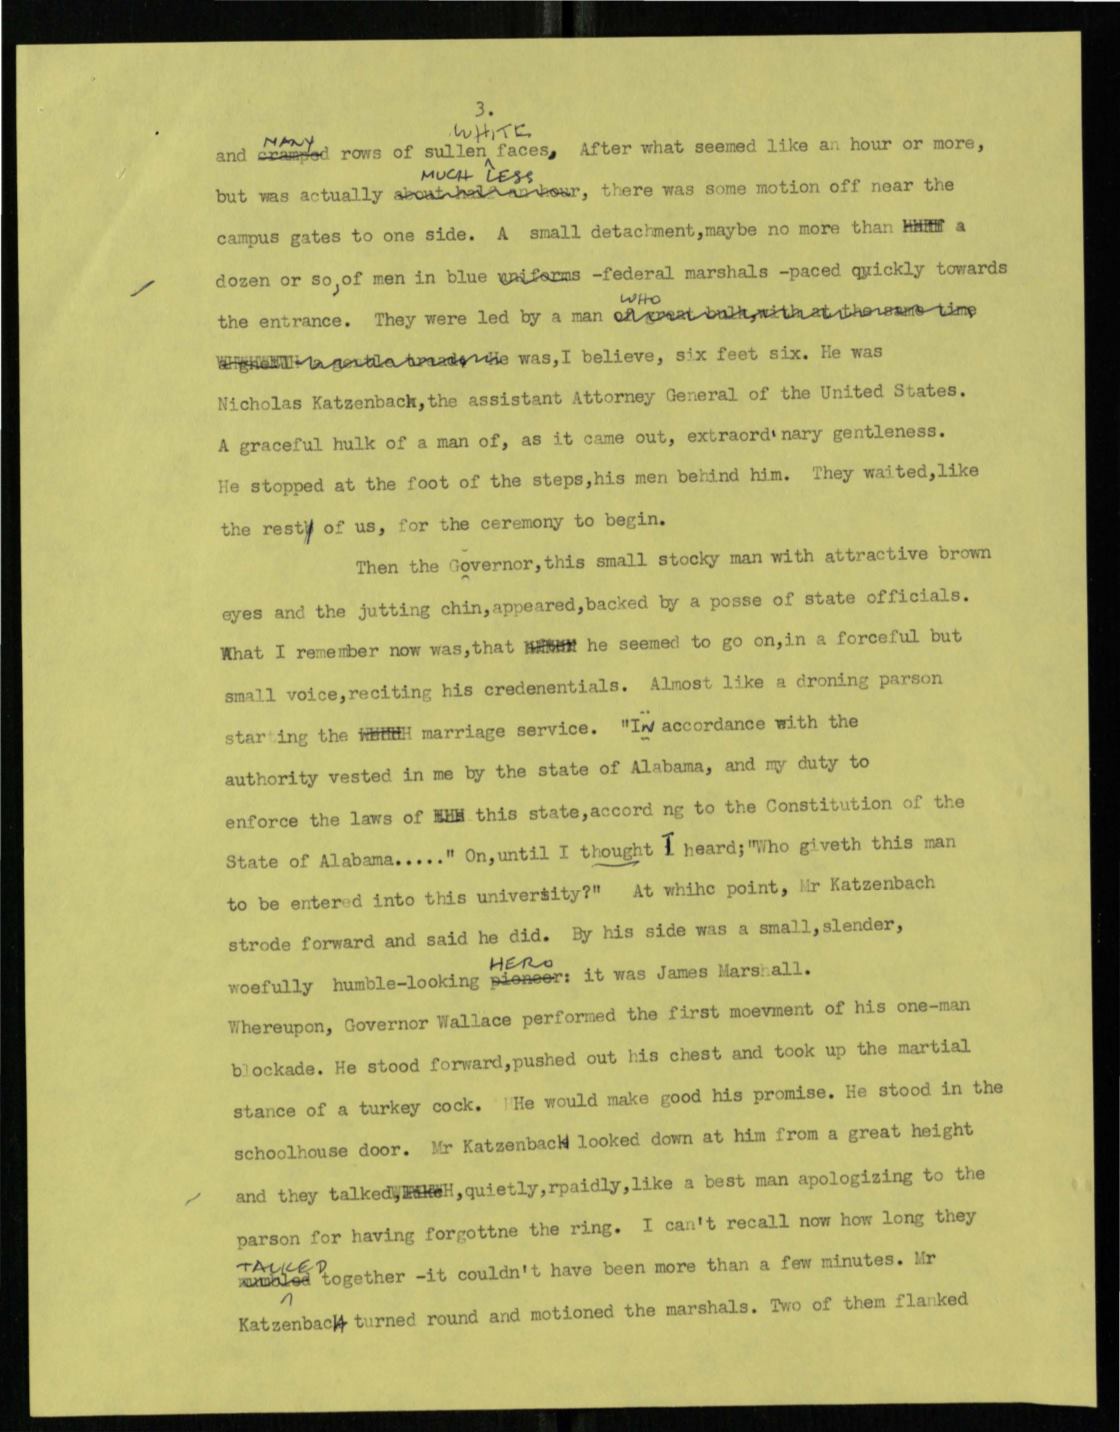 3.
and MANY cramped rows of sullen WHITE faces. After what seemed like an hour or more,
but was actually MUCH LESS about half an hour, there was some motion off near the
campus gates to one side. A small detachment,maybe no more than a
dozen or so,of men in blue uniforms -federal marshals -paced quickly towards
the entrance. They were led by a man WHO of great bulk,with at the same time
a gentle tread. He was,I believe, six feet six. He was
Nicholas Katzenback,the assistant Attorney General of the United States.
A graceful hulk of a man of, as it came out, extraord'nary gentleness.
He stopped at the foot of the steps,his men behind him. They waited,like
the rest of us, for the ceremony to begin.
Then the Governor,this small stocky man with attractive brown
eyes and the jutting chin,appeared,backed by a posse of state officials.
What I remember now was,that he seemed to go on,in a forceful but
small voice,reciting his credenentials. Almost like a droning parson
star ing the marriage service. "IN accordance with the
authority vested in me by the state of Alabama, and my duty to
enforce the laws of this state,accord ng to the Constitution of the
State of Alabama....." On,until I thought I heard;"Who giveth this man
to be entered into this university?" At whihc point, Mr Katzenbach
strode forward and said he did. By his side was a small,slender,
woefully humble-looking HERO pioneer: it was James Marshall.
Whereupon, Governor Wallace performed the first moevment of his one-man
blockade. He stood forward,pushed out his chest and took up the martial
stance of a turkey cock. He would make good his promise. He stood in the
schoolhouse door. Mr Katzenbach looked down at him from a great height
and they talked,quietly,rpaidly,like a best man apologizing to the
parson for having forgottne the ring. I can't recall now how long they
TALKED mumbled together -it couldn't have been more than a few minutes. Mr
Katzenbach turned round and motioned the marshals. Two of them flanked